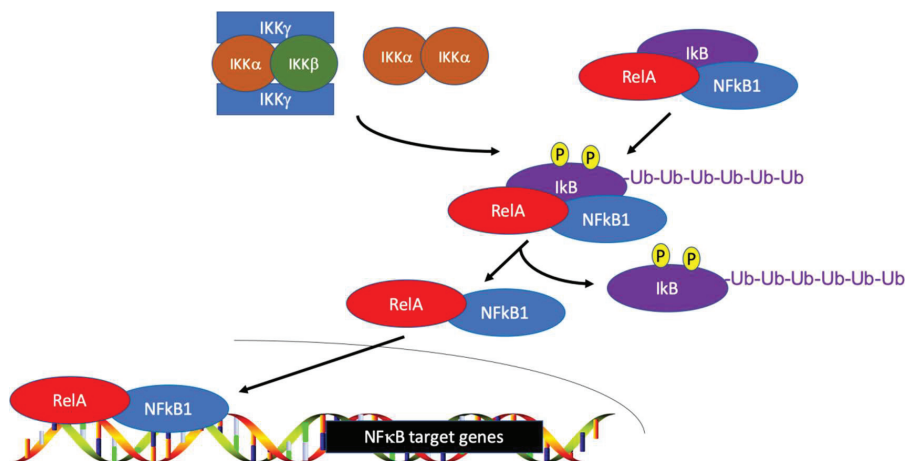 IKKγ
IKKα IKKβ
IKKγ
IKKα IKKα
IkB
RelA
NFkB1
P P
IkB
-Ub-Ub-Ub-Ub-Ub-Ub
RelA
NFkB1
P P
IkB
-Ub-Ub-Ub-Ub-Ub-Ub
RelA
NFkB1
RelA
NFkB1
NFκB target genes